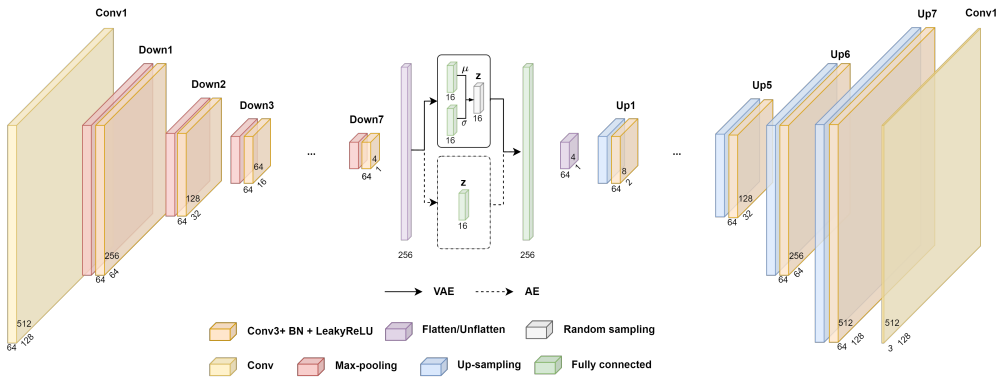 Conv1
Down1
Down2
Down3
...
Down7
μ
σ
z
16
16
16
z
16
Up1
...
Up5
Up6
Up7
Conv1
512
64 128
256
64 64
128
64 32
64
64 16
4
64 1
256
256
4
64 1
8
64 2
128
64 32
256
64 64
512
64 128
512
3 128
VAE
AE
Conv3+ BN + LeakyReLU
Flatten/Unflatten
Random sampling
Conv
Max-pooling
Up-sampling
Fully connected